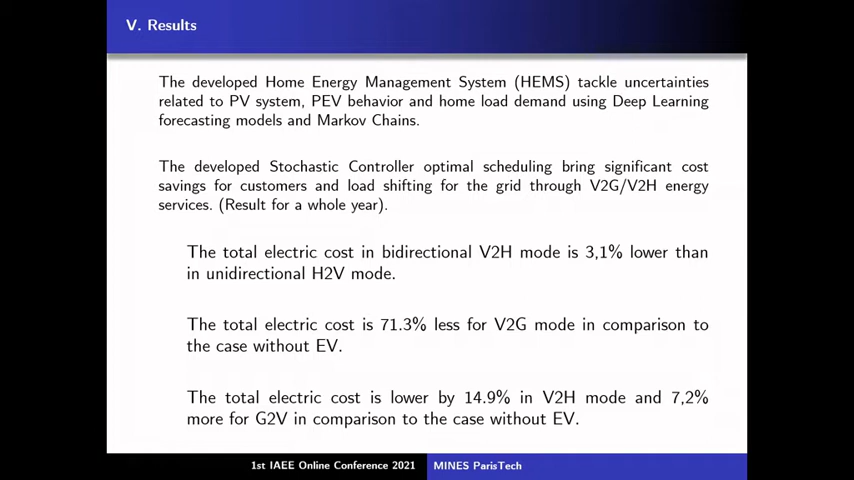 V. Results
The developed Home Energy Management System (HEMS) tackle uncertainties
related to PV system, PEV behavior and home load demand using Deep Learning
forecasting models and Markov Chains.
The developed Stochastic Controller optimal scheduling bring significant cost
savings for customers and load shifting for the grid through V2G/V2H energy
services. (Result for a whole year).
The total electric cost in bidirectional V2H mode is 3,1% lower than
in unidirectional H2V mode.
The total electric cost is 71.3% less for V2G mode in comparison to
the case without EV.
The total electric cost is lower by 14.9% in V2H mode and 7,2%
more for G2V in comparison to the case without EV.
1st IAEE Online Conference 2021 MINES ParisTech